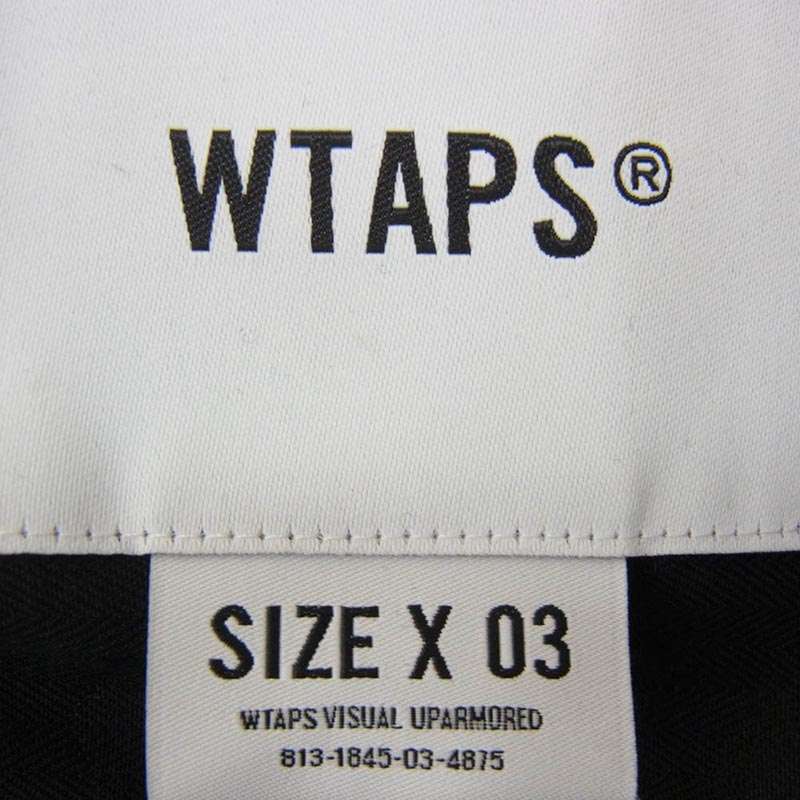 WTAPS®
SIZE X 03
WTAPS VISUAL UPARMORED
813-1845-03-4875